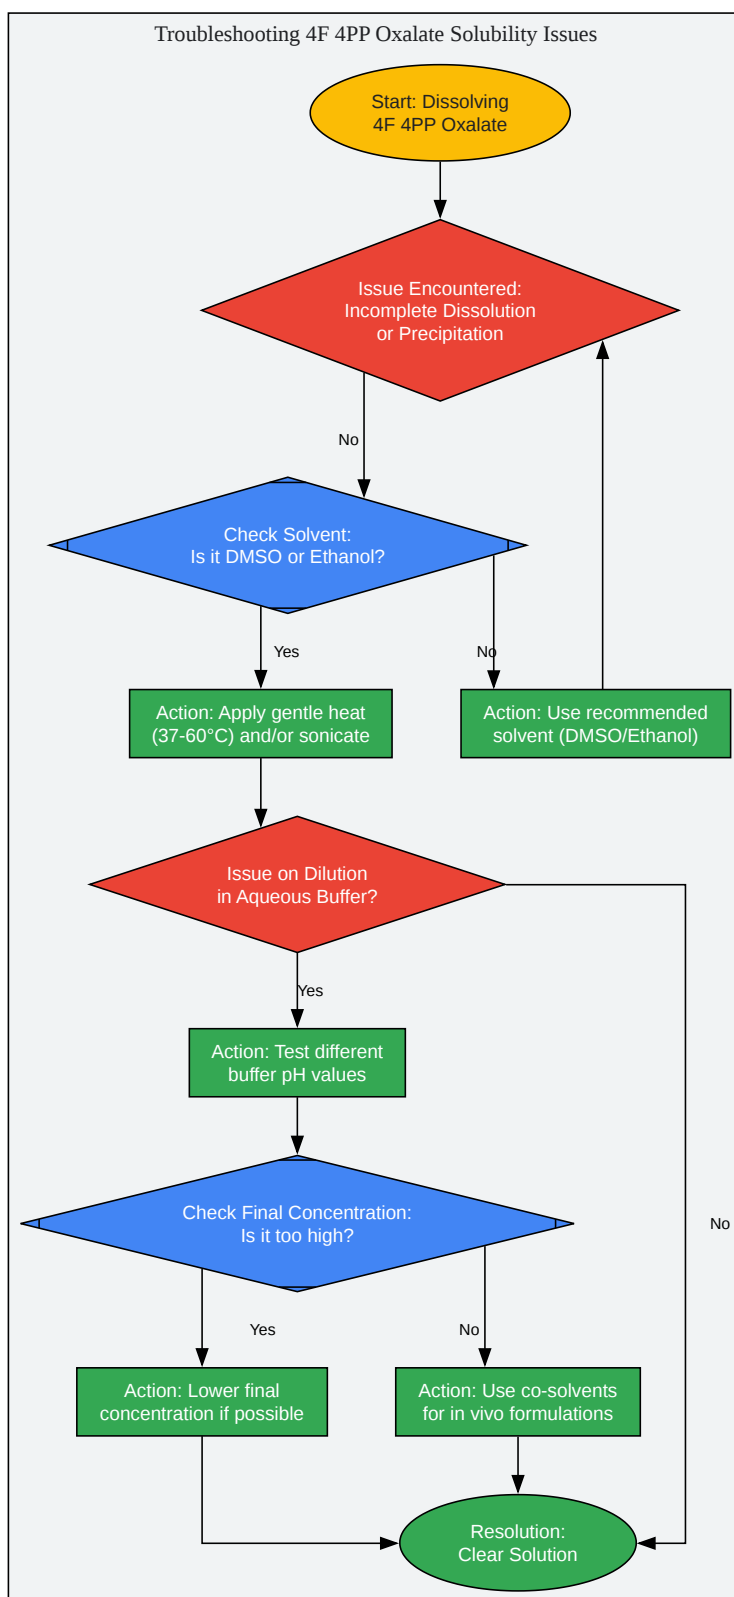 Troubleshooting 4F 4PP Oxalate Solubility Issues
Start: Dissolving
4F 4PP Oxalate
Issue Encountered:
Incomplete Dissolution
or Precipitation
No
Check Solvent:
Is it DMSO or Ethanol?
Yes
No
Action: Apply gentle heat
(37-60°C) and/or sonicate
Action: Use recommended
solvent (DMSO/Ethanol)
Issue on Dilution
in Aqueous Buffer?
Yes
Action: Test different
buffer pH values
Check Final Concentration:
Is it too high?
No
Yes
No
Action: Lower final
concentration if possible
Action: Use co-solvents
for in vivo formulations
Resolution:
Clear Solution